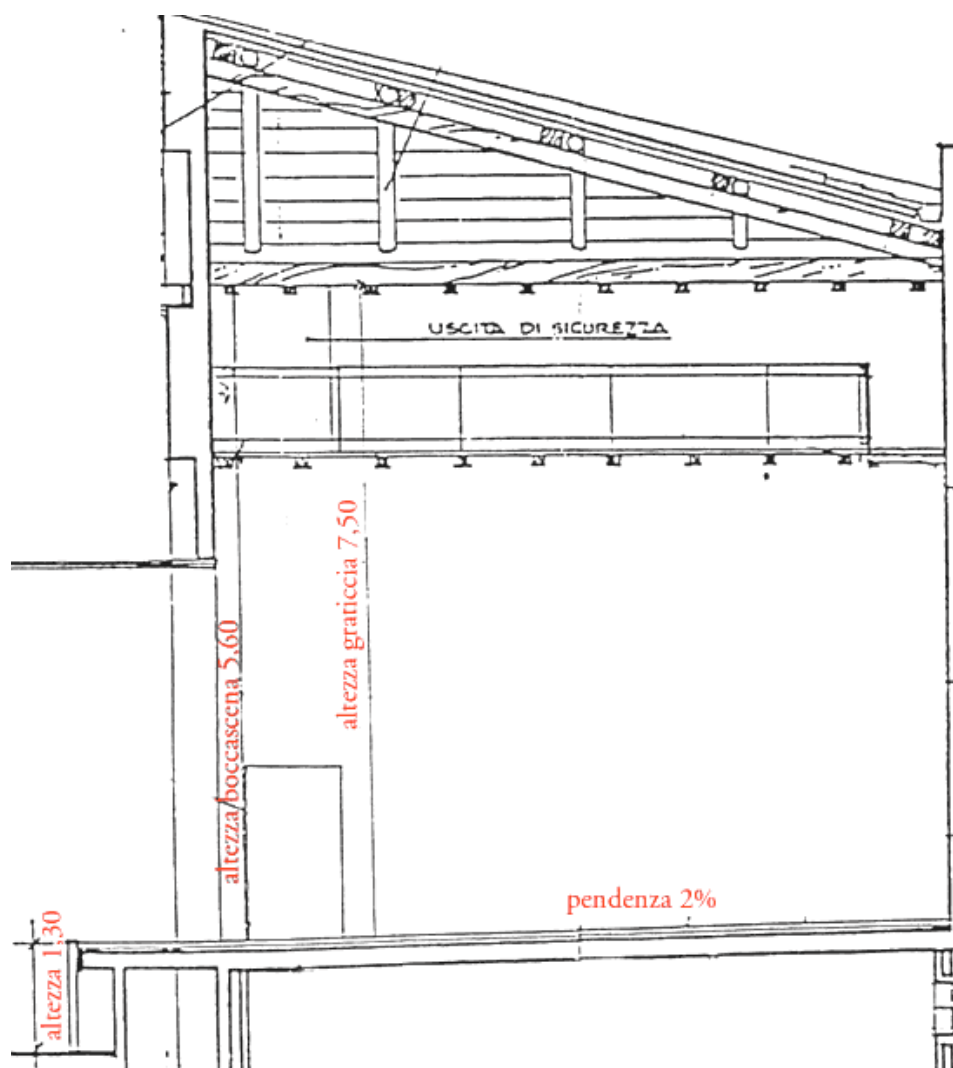 USCITA DI SICUREZZA
altezza graticcia 7,50
altezza boccascena 5,60
pendenza 2%
altezza 1,30